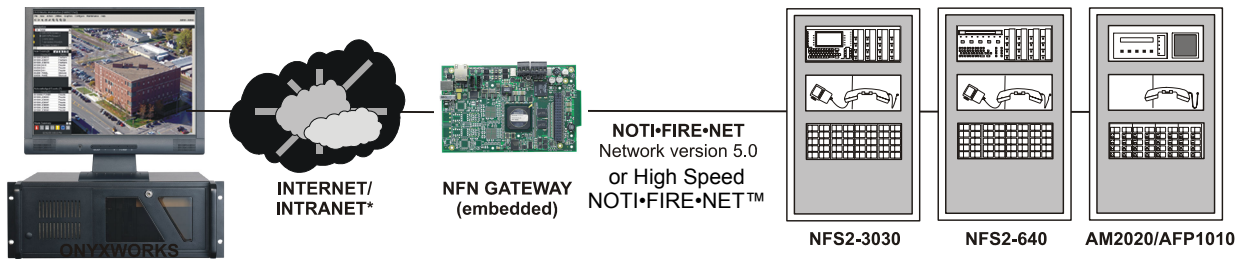 ONYXWORKS
INTERNET/
INTRANET*
NFN GATEWAY
(embedded)
NOTI•FIRE•NET
Network version 5.0
or High Speed
NOTI•FIRE•NET™
NFS2-3030
NFS2-640
AM2020/AFP1010